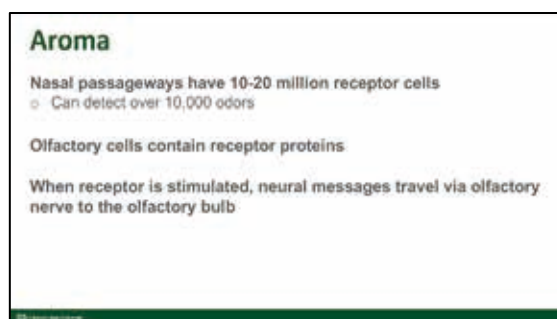 Aroma
Nasal passageways have 10-20 million receptor cells
○ Can detect over 10,000 odors
Olfactory cells contain receptor proteins
When receptor is stimulated, neural messages travel via olfactory
nerve to the olfactory bulb